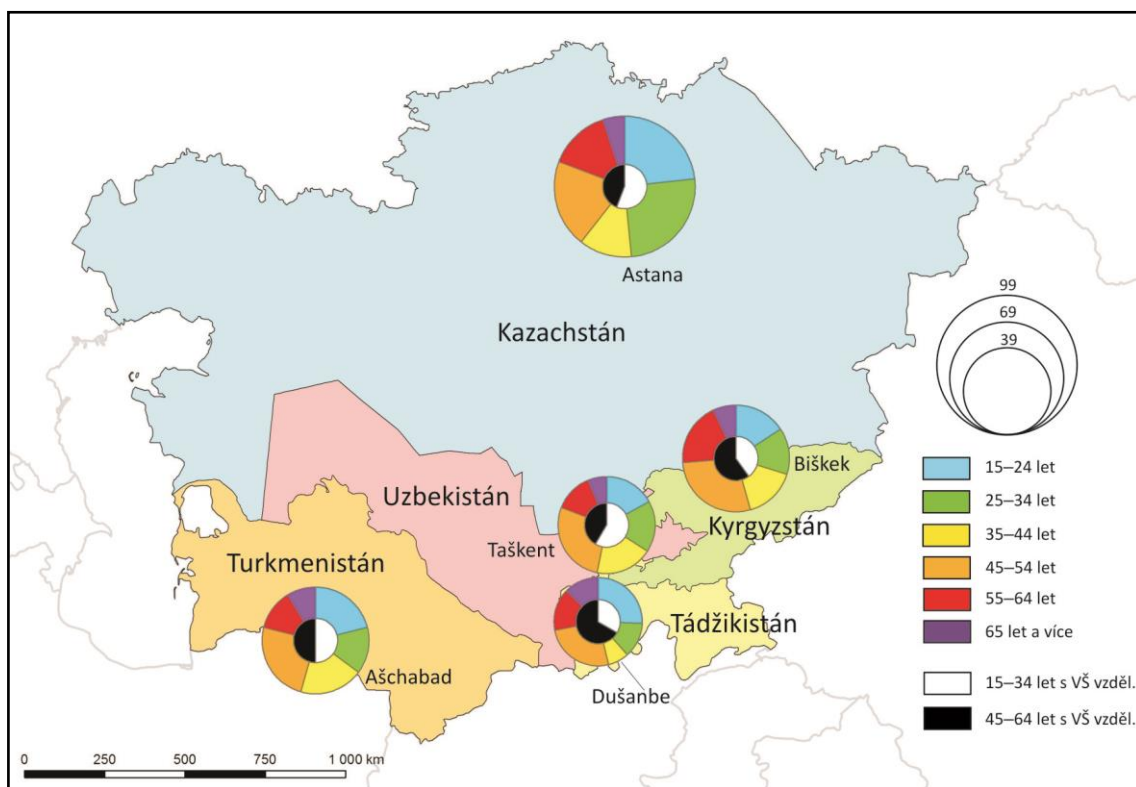 Astana
Kazachstán
99
69
39
Biškek
Uzbekistán
Taškent
Kyrgyzstán
Turkmenistán
Tádžikistán
Ašchabad
Dušanbe
15–24 let
25–34 let
35–44 let
45–54 let
55–64 let
65 let a více
15–34 let s VŠ vzděl.
45–64 let s VŠ vzděl.
0 250 500 750 1 000 km